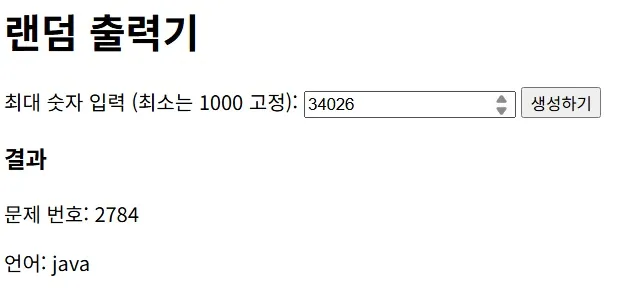 랜덤 출력기
최대 숫자 입력 (최소는 1000 고정): 34026 생성하기
결과
문제 번호: 2784
언어: java